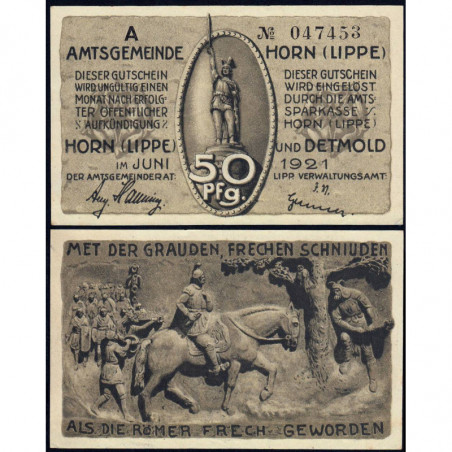 A
№ 047453
AMTSGEMEINDE HORN (LIPPE)
DIESER GUTSCHEIN
WIRD UNGÜLTIG EINEN
MONAT NACH ERFOLG-
TER ÖFFENTLICHER
AUFKÜNDIGUNG
DIESER GUTSCHEIN
WIRD EINGELÖST
DURCH DIE AMTS-
SPARKASSE
HORN (LIPPE)
HORN (LIPPE) UND DETMOLD
IM JUNI 1921
DER AMTSGEMEINDERAT:
LIPP. VERWALTUNGSAMT:
50
Pfg.
MET DER GRAUDEN, FRECHEN SCHNIUDEN
ALS DIE RÖMER FRECH GEWORDEN